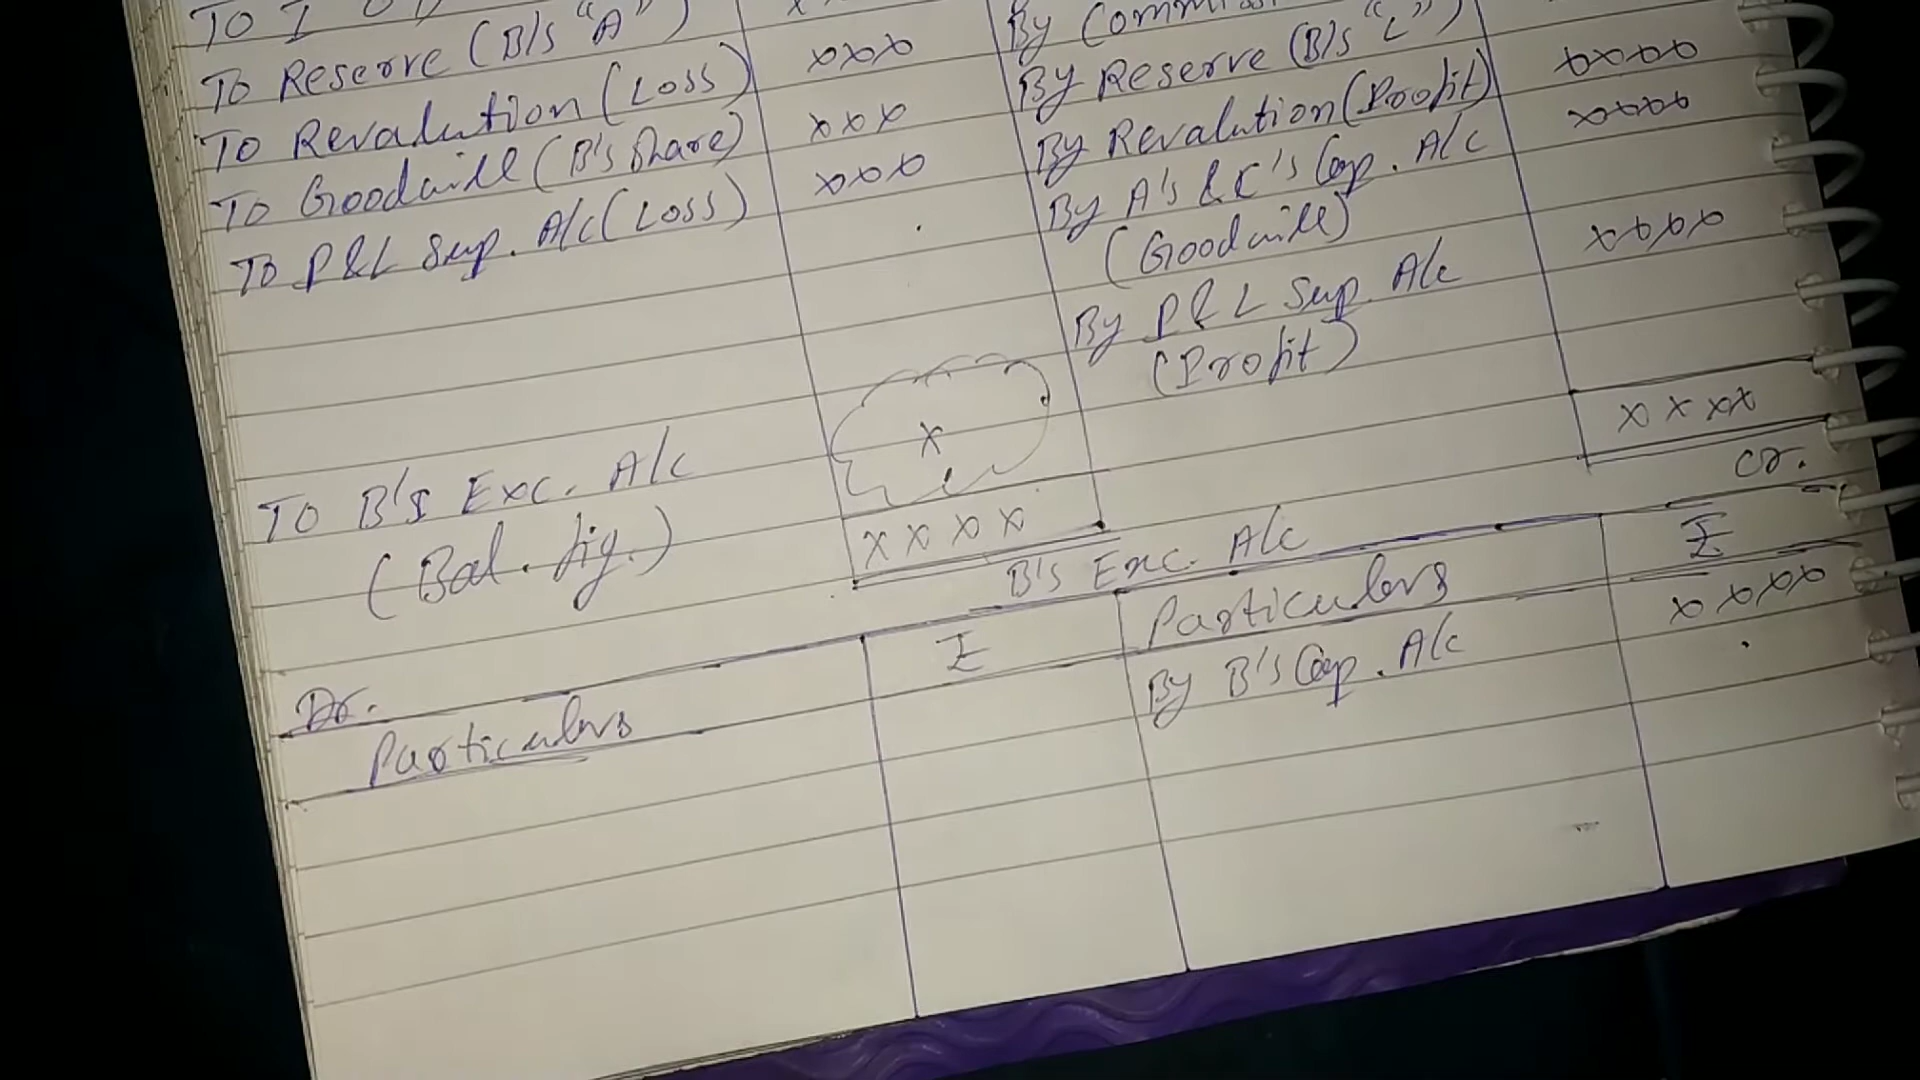 To I
To Reserve (B/s "A")
To Revalution (Loss) xxx
To Goodwill (B's Share) xxx
To P&L Sup. A/c (Loss) xxx
To B's Exc. A/c x
(Bal. fig.)
xxxx
By
By Reserve (B/s "L") xxxx
By Revalution (Profit) xxxx
By A's & C's Cap. A/c
(Goodwill) xxxx
By P&L Sup. A/c
(Profit)
xxxx
B's Exc. A/c
Dr. Cr.
Particulars ₹ Particulars ₹
By B's Cap. A/c xxxx